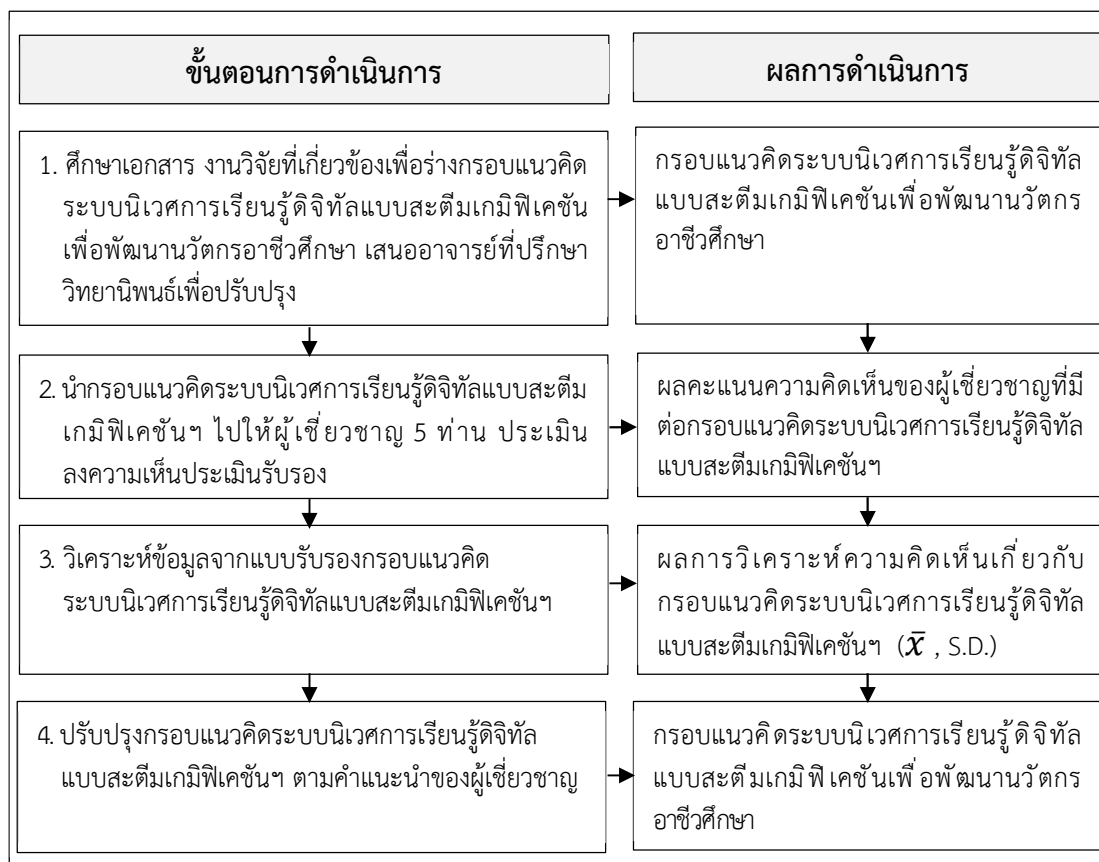 ขั้นตอนการดำเนินการ
ผลการดำเนินการ
1. ศึกษาเอกสาร งานวิจัยที่เกี่ยวข้องเพื่อร่างกรอบแนวคิด
ระบบนิเวศการเรียนรู้ดิจิทัลแบบสะตีมเกมิฟิเคชัน
เพื่อพัฒนานวัตกรอาชีวศึกษา เสนออาจารย์ที่ปรึกษา
วิทยานิพนธ์เพื่อปรับปรุง
กรอบแนวคิดระบบนิเวศการเรียนรู้ดิจิทัล
แบบสะตีมเกมิฟิเคชันเพื่อพัฒนานวัตกร
อาชีวศึกษา
2. นำกรอบแนวคิดระบบนิเวศการเรียนรู้ดิจิทัลแบบสะตีม
เกมิฟิเคชันฯ ไปให้ผู้เชี่ยวชาญ 5 ท่าน ประเมิน
ลงความเห็นประเมินรับรอง
ผลคะแนนความคิดเห็นของผู้เชี่ยวชาญที่มี
ต่อกรอบแนวคิดระบบนิเวศการเรียนรู้ดิจิทัล
แบบสะตีมเกมิฟิเคชันฯ
3. วิเคราะห์ข้อมูลจากแบบรับรองกรอบแนวคิด
ระบบนิเวศการเรียนรู้ดิจิทัลแบบสะตีมเกมิฟิเคชันฯ
ผลการวิเคราะห์ความคิดเห็นเกี่ยวกับ
กรอบแนวคิดระบบนิเวศการเรียนรู้ดิจิทัล
แบบสะตีมเกมิฟิเคชันฯ (x̄ , S.D.)
4. ปรับปรุงกรอบแนวคิดระบบนิเวศการเรียนรู้ดิจิทัล
แบบสะตีมเกมิฟิเคชันฯ ตามคำแนะนำของผู้เชี่ยวชาญ
กรอบแนวคิดระบบนิเวศการเรียนรู้ดิจิทัล
แบบสะตีมเกมิฟิเคชันเพื่อพัฒนานวัตกร
อาชีวศึกษา